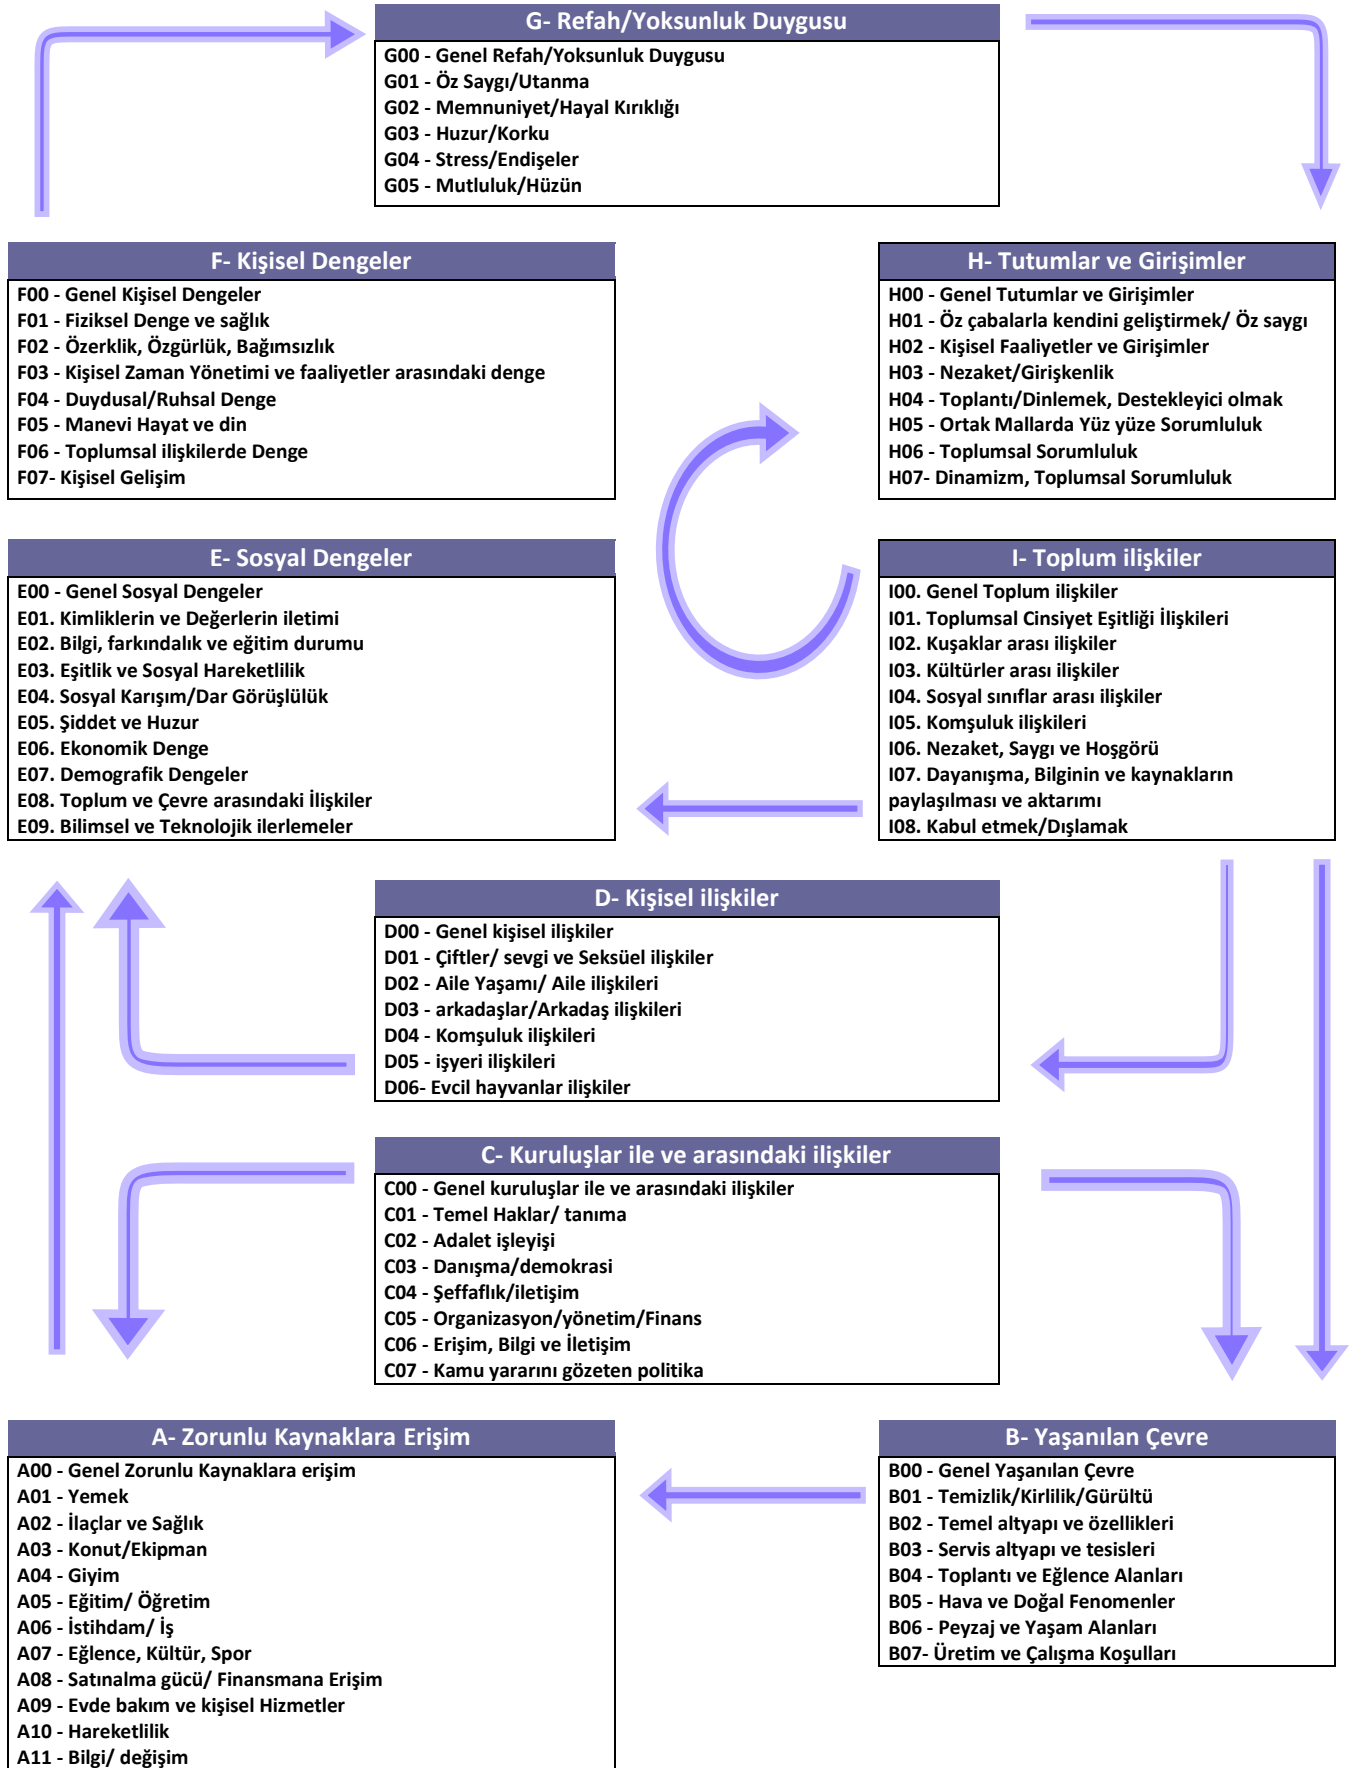 G- Refah/Yoksunluk Duygusu
G00 - Genel Refah/Yoksunluk Duygusu
G01 - Öz Saygı/Utanma
G02 - Memnuniyet/Hayal Kırıklığı
G03 - Huzur/Korku
G04 - Stress/Endişeler
G05 - Mutluluk/Hüzün
F- Kişisel Dengeler
F00 - Genel Kişisel Dengeler
F01 - Fiziksel Denge ve sağlık
F02 - Özerklik, Özgürlük, Bağımsızlık
F03 - Kişisel Zaman Yönetimi ve faaliyetler arasındaki denge
F04 - Duydusal/Ruhsal Denge
F05 - Manevi Hayat ve din
F06 - Toplumsal ilişkilerde Denge
F07- Kişisel Gelişim
H- Tutumlar ve Girişimler
H00 - Genel Tutumlar ve Girişimler
H01 - Öz çabalarla kendini geliştirmek/ Öz saygı
H02 - Kişisel Faaliyetler ve Girişimler
H03 - Nezaket/Girişkenlik
H04 - Toplantı/Dinlemek, Destekleyici olmak
H05 - Ortak Mallarda Yüz yüze Sorumluluk
H06 - Toplumsal Sorumluluk
H07- Dinamizm, Toplumsal Sorumluluk
E- Sosyal Dengeler
E00 - Genel Sosyal Dengeler
E01. Kimliklerin ve Değerlerin iletimi
E02. Bilgi, farkındalık ve eğitim durumu
E03. Eşitlik ve Sosyal Hareketlilik
E04. Sosyal Karışım/Dar Görüşlülük
E05. Şiddet ve Huzur
E06. Ekonomik Denge
E07. Demografik Dengeler
E08. Toplum ve Çevre arasındaki İlişkiler
E09. Bilimsel ve Teknolojik ilerlemeler
I- Toplum ilişkiler
I00. Genel Toplum ilişkiler
I01. Toplumsal Cinsiyet Eşitliği İlişkileri
I02. Kuşaklar arası ilişkiler
I03. Kültürler arası ilişkiler
I04. Sosyal sınıflar arası ilişkiler
I05. Komşuluk ilişkileri
I06. Nezaket, Saygı ve Hoşgörü
I07. Dayanışma, Bilginin ve kaynakların
paylaşılması ve aktarımı
I08. Kabul etmek/Dışlamak
D- Kişisel ilişkiler
D00 - Genel kişisel ilişkiler
D01 - Çiftler/ sevgi ve Seksüel ilişkiler
D02 - Aile Yaşamı/ Aile ilişkileri
D03 - arkadaşlar/Arkadaş ilişkileri
D04 - Komşuluk ilişkileri
D05 - işyeri ilişkileri
D06- Evcil hayvanlar ilişkiler
C- Kuruluşlar ile ve arasındaki ilişkiler
C00 - Genel kuruluşlar ile ve arasındaki ilişkiler
C01 - Temel Haklar/ tanıma
C02 - Adalet işleyişi
C03 - Danışma/demokrasi
C04 - Şeffaflık/iletişim
C05 - Organizasyon/yönetim/Finans
C06 - Erişim, Bilgi ve İletişim
C07 - Kamu yararını gözeten politika
A- Zorunlu Kaynaklara Erişim
A00 - Genel Zorunlu Kaynaklara erişim
A01 - Yemek
A02 - İlaçlar ve Sağlık
A03 - Konut/Ekipman
A04 - Giyim
A05 - Eğitim/ Öğretim
A06 - İstihdam/ İş
A07 - Eğlence, Kültür, Spor
A08 - Satınalma gücü/ Finansmana Erişim
A09 - Evde bakım ve kişisel Hizmetler
A10 - Hareketlilik
A11 - Bilgi/ değişim
B- Yaşanılan Çevre
B00 - Genel Yaşanılan Çevre
B01 - Temizlik/Kirlilik/Gürültü
B02 - Temel altyapı ve özellikleri
B03 - Servis altyapı ve tesisleri
B04 - Toplantı ve Eğlence Alanları
B05 - Hava ve Doğal Fenomenler
B06 - Peyzaj ve Yaşam Alanları
B07- Üretim ve Çalışma Koşulları